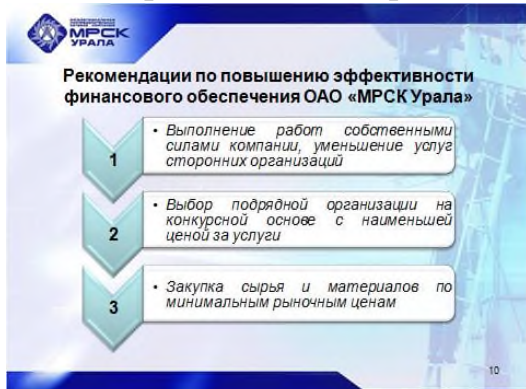 МРСК
УРАЛА
Рекомендации по повышению эффективности
финансового обеспечения ОАО «МРСК Урала»
1
• Выполнение работ собственными
силами компании, уменьшение услуг
сторонних организаций
2
• Выбор подрядной организации на
конкурсной основе с наименьшей
ценой за услуги
3
• Закупка сырья и материалов по
минимальным рыночным ценам
10